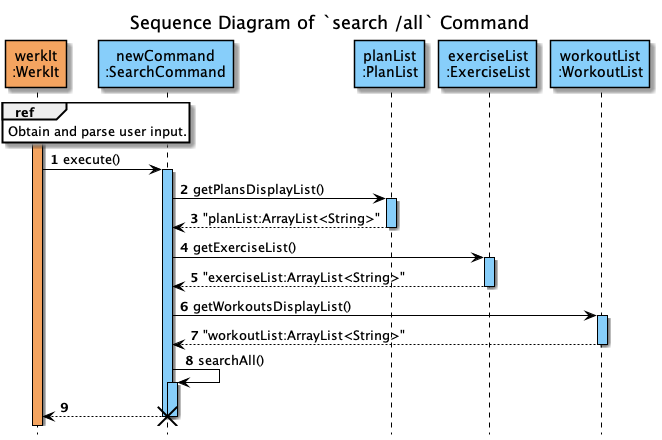 Sequence Diagram of `search /all` Command
werkIt
:WerkIt
newCommand
:SearchCommand
planList
:PlanList
exerciseList
:ExerciseList
workoutList
:WorkoutList
ref
Obtain and parse user input.
1 execute()
2 getPlansDisplayList()
3 "planList:ArrayList<String>"
4 getExerciseList()
5 "exerciseList:ArrayList<String>"
6 getWorkoutsDisplayList()
7 "workoutList:ArrayList<String>"
8 searchAll()
9